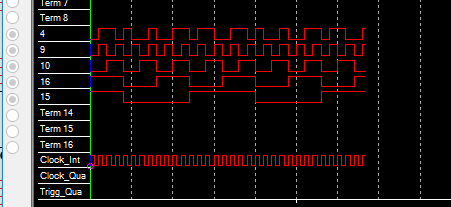 Term 7
Term 8
4
9
10
16
15
Term 14
Term 15
Term 16
Clock_Int
Clock_Qua
Trigg_Qua